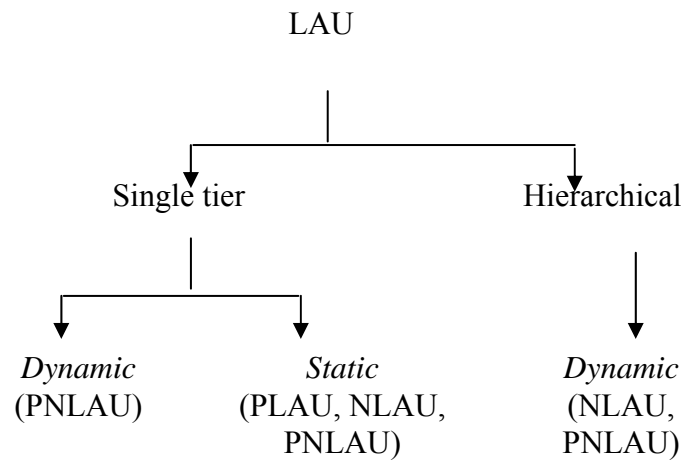 LAU
Single tier
Hierarchical
Dynamic
(PNLAU)
Static
(PLAU, NLAU,
PNLAU)
Dynamic
(NLAU,
PNLAU)